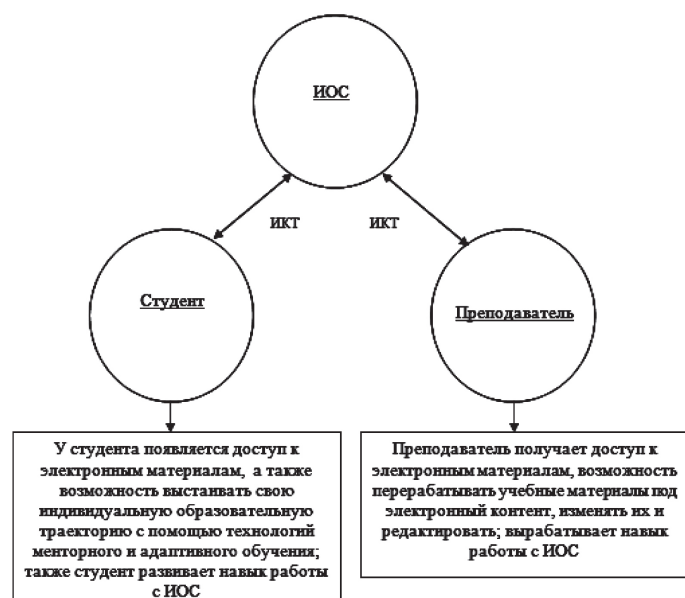 ИОС
ИКТ
ИКТ
Студент
Преподаватель
У студента появляется доступ к
электронным материалам, а также
возможность выстаивать свою
индивидуальную образовательную
траекторию с помощью технологий
менторного и адаптивного обучения;
также студент развивает навык работы
с ИОС
Преподаватель получает доступ к
электронным материалам, возможность
перерабатывать учебные материалы под
электронный контент, изменять их и
редактировать; вырабатывает навык
работы с ИОС